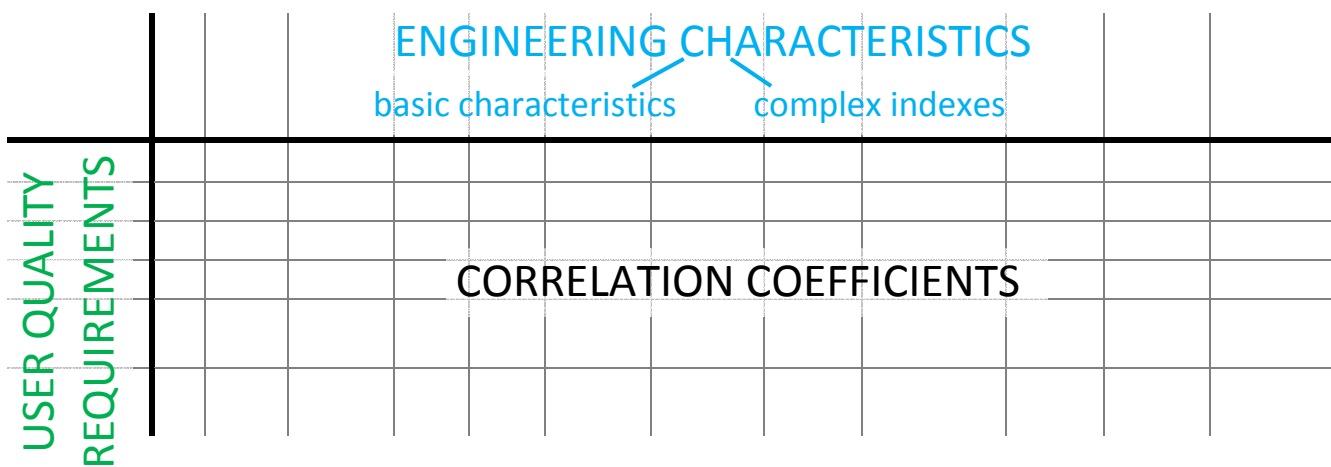 ENGINEERING CHARACTERISTICS
basic characteristics
complex indexes
USER QUALITY
REQUIREMENTS
CORRELATION COEFFICIENTS